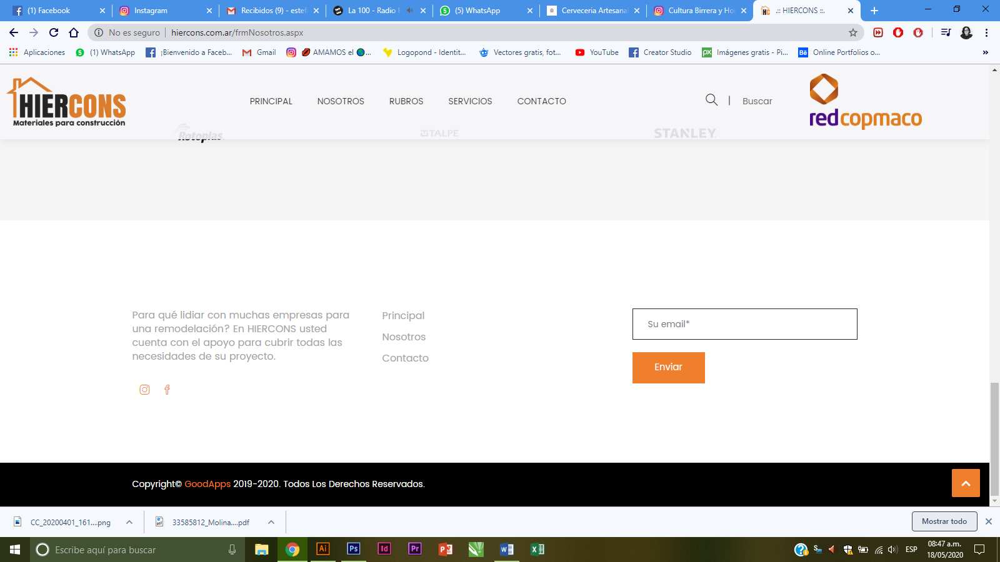 (1) Facebook
Instagram
Recibidos (9) - estef
La 100 - Radio F
(5) WhatsApp
Cerveceria Artesana
Cultura Birrera y Ho
.:: HIERCONS ::.
No es seguro | hiercons.com.ar/frmNosotros.aspx
Aplicaciones
(1) WhatsApp
¡Bienvenido a Faceb...
Gmail
AMAMOS el ...
Logopond - Identit...
Vectores gratis, fot...
YouTube
Creator Studio
Imágenes gratis - Pi...
Online Portfolios o...
HIERCONS
Materiales para construcción
PRINCIPAL
NOSOTROS
RUBROS
SERVICIOS
CONTACTO
Buscar
redcopmaco
Rotoplas
TALPE
STANLEY
Para qué lidiar con muchas empresas para
una remodelación? En HIERCONS usted
cuenta con el apoyo para cubrir todas las
necesidades de su proyecto.
Principal
Nosotros
Contacto
Su email*
Enviar
Copyright© GoodApps 2019-2020. Todos Los Derechos Reservados.
CC_20200401_161....png
33585812_Molina....pdf
Mostrar todo
Escribe aquí para buscar
ESP
08:47 a.m.
18/05/2020